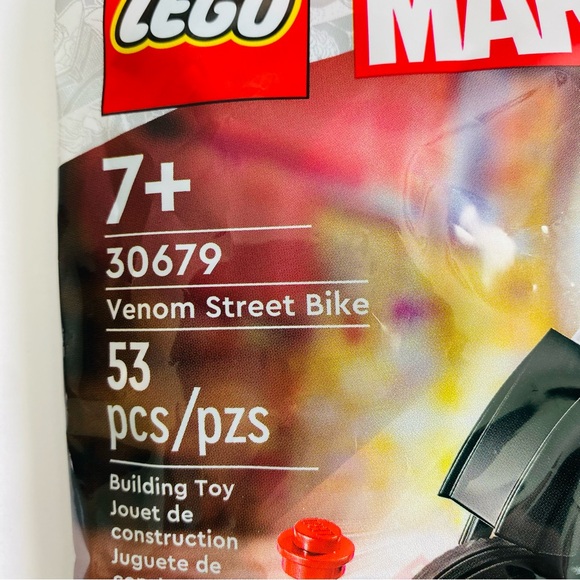 LEGO
MAR
7+
30679
Venom Street Bike
53
pcs/pzs
Building Toy
Jouet de
construction
Juguete de